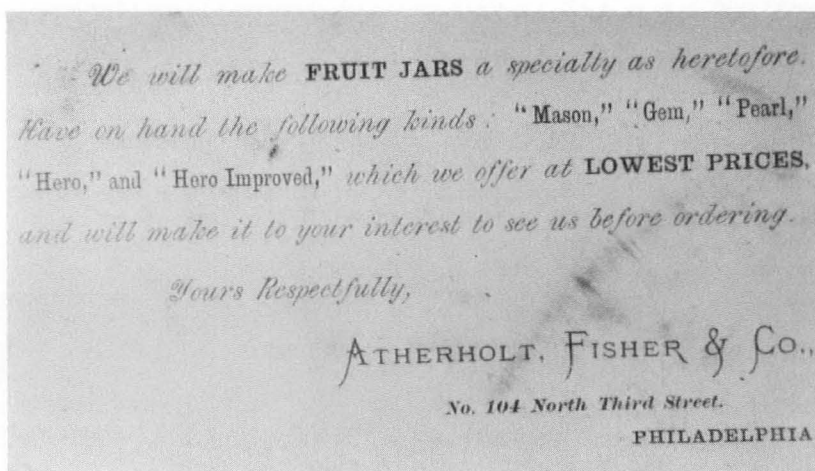 We will make FRUIT JARS a specialty as heretofore.
Have on hand the following kinds: "Mason," "Gem," "Pearl,"
"Hero," and "Hero Improved," which we offer at LOWEST PRICES,
and will make it to your interest to see us before ordering.
Yours Respectfully,
ATHERHOLT, FISHER & CO.,
No. 104 North Third Street.
PHILADELPHIA